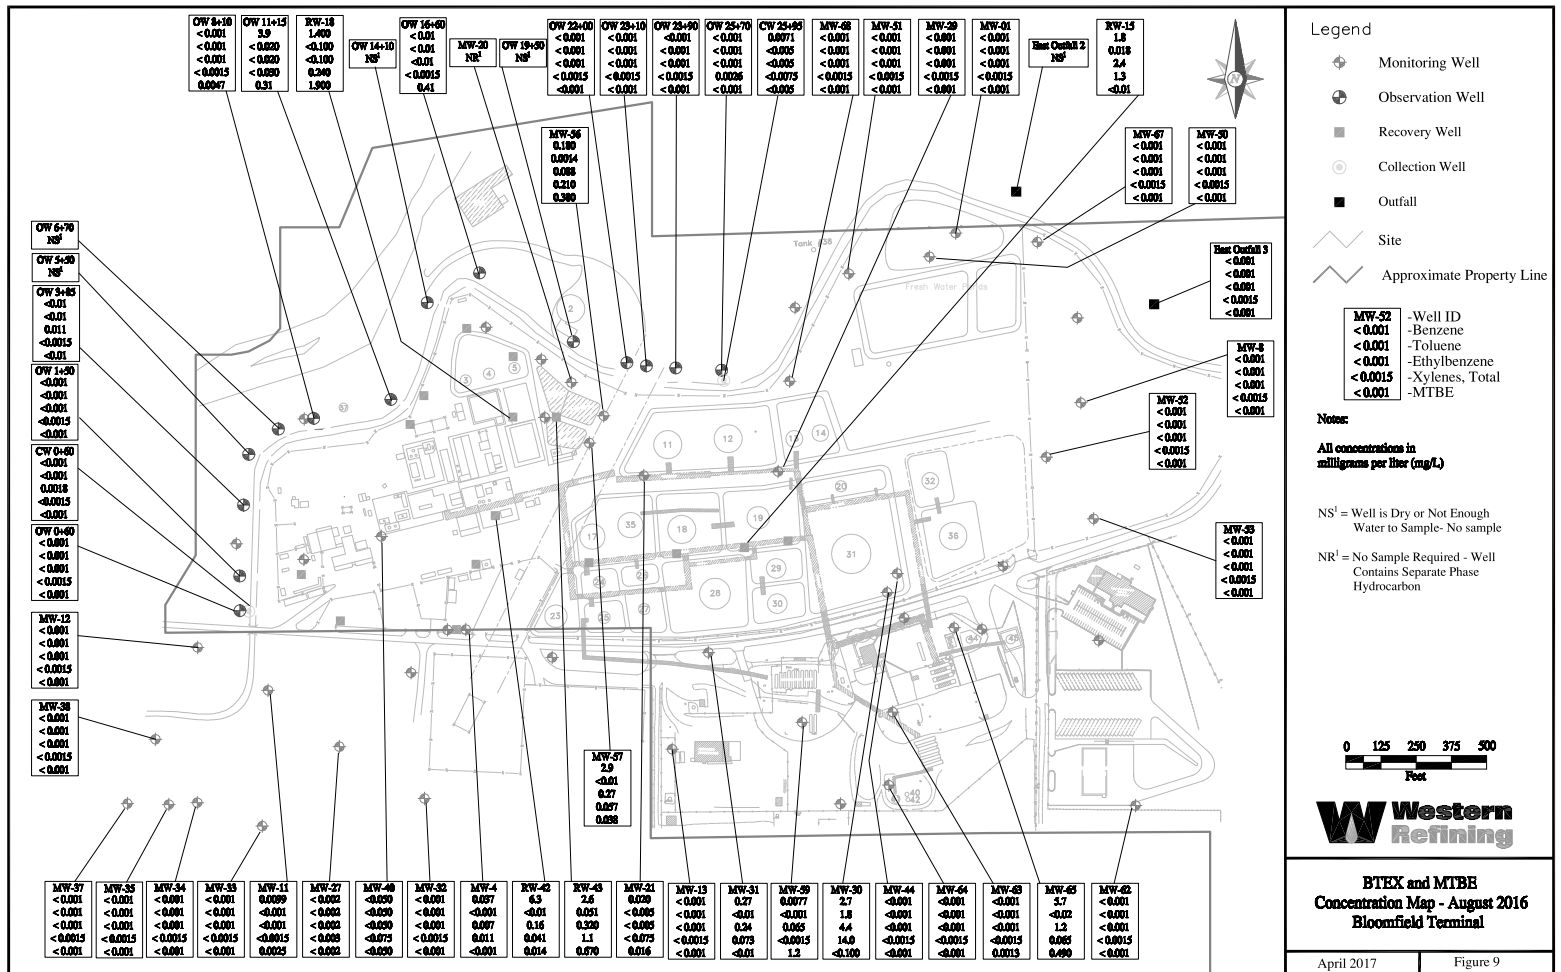 OW 8+10
< 0.001
< 0.001
< 0.001
< 0.0015
0.0047
OW 11+15
3.9
< 0.020
< 0.020
< 0.030
0.31
RW-18
1.400
<0.100
<0.100
0.240
1.900
OW 14+10
NS¹
OW 16+60
< 0.01
< 0.01
<0.01
< 0.0015
0.41
MW-20
NR¹
OW 19+50
NS¹
OW 22+00
< 0.001
< 0.001
< 0.001
< 0.0015
<0.001
OW 23+10
< 0.001
< 0.001
< 0.001
< 0.0015
< 0.001
OW 23+90
<0.001
<0.001
<0.001
<0.0015
<0.001
OW 25+70
< 0.001
< 0.001
< 0.001
0.0026
< 0.001
CW 25+95
0.0071
<0.005
<0.005
<0.0075
<0.005
MW-68
< 0.001
< 0.001
< 0.001
< 0.0015
< 0.001
MW-51
< 0.001
< 0.001
< 0.001
< 0.0015
< 0.001
MW-29
< 0.001
< 0.001
< 0.001
< 0.0015
< 0.001
MW-01
< 0.001
< 0.001
< 0.001
< 0.0015
< 0.001
East Outfall 2
NS¹
RW-15
1.8
0.018
2.4
1.3
<0.01
MW-56
0.180
0.0014
0.088
0.210
0.380
MW-67
< 0.001
< 0.001
< 0.001
< 0.0015
< 0.001
MW-50
< 0.001
< 0.001
< 0.001
< 0.0015
< 0.001
N
OW 6+70
NS¹
OW 5+50
NS¹
OW 3+85
<0.01
<0.01
0.011
<0.0015
<0.01
OW 1+50
<0.001
<0.001
<0.001
<0.0015
<0.001
CW 0+60
<0.001
<0.001
0.0018
<0.0015
<0.001
OW 0+60
< 0.001
< 0.001
< 0.001
< 0.0015
< 0.001
MW-12
< 0.001
< 0.001
< 0.001
< 0.0015
< 0.001
MW-38
< 0.001
< 0.001
< 0.001
< 0.0015
< 0.001
Tank #38
Fresh Water Ponds
2
3
4
5
37
11
12
13
14
20
32
17
35
18
19
31
36
24
28
29
30
23
25
27
44
45
40
42
East Outfall 3
< 0.001
< 0.001
< 0.001
< 0.0015
< 0.001
MW-8
< 0.001
< 0.001
< 0.001
< 0.0015
< 0.001
MW-52
< 0.001
< 0.001
< 0.001
< 0.0015
< 0.001
MW-53
< 0.001
< 0.001
< 0.001
< 0.0015
< 0.001
MW-57
2.9
<0.01
0.27
0.057
0.038
MW-37
< 0.001
< 0.001
< 0.001
< 0.0015
< 0.001
MW-35
< 0.001
< 0.001
< 0.001
< 0.0015
< 0.001
MW-34
< 0.001
< 0.001
< 0.001
< 0.0015
< 0.001
MW-33
< 0.001
< 0.001
< 0.001
< 0.0015
< 0.001
MW-11
0.0099
<0.001
<0.001
<0.0015
0.0025
MW-27
< 0.002
< 0.002
< 0.002
< 0.003
< 0.002
MW-40
<0.050
<0.050
<0.050
<0.075
<0.050
MW-32
< 0.001
< 0.001
< 0.001
< 0.0015
< 0.001
MW-4
0.037
<0.001
0.007
0.011
<0.001
RW-42
6.3
<0.01
0.16
0.041
0.014
RW-43
2.6
0.051
0.320
1.1
0.670
MW-21
0.020
< 0.005
< 0.005
< 0.075
0.016
MW-13
< 0.001
< 0.001
< 0.001
< 0.0015
< 0.001
MW-31
0.27
<0.01
0.24
0.073
<0.01
MW-59
0.0077
<0.001
0.065
<0.0015
1.2
MW-30
2.7
1.8
4.4
14.0
<0.100
MW-44
<0.001
<0.001
<0.001
<0.0015
<0.001
MW-64
<0.001
<0.001
<0.001
<0.0015
<0.001
MW-63
<0.001
<0.001
<0.001
<0.0015
0.0013
MW-65
5.7
<0.02
1.2
0.065
0.490
MW-62
< 0.001
< 0.001
< 0.001
< 0.0015
< 0.001
Legend
Monitoring Well
Observation Well
Recovery Well
Collection Well
Outfall
Site
Approximate Property Line
MW-52 -Well ID
< 0.001 -Benzene
< 0.001 -Toluene
< 0.001 -Ethylbenzene
< 0.0015 -Xylenes, Total
< 0.001 -MTBE
Notes:
All concentrations in
milligrams per liter (mg/L)
NS¹ = Well is Dry or Not Enough
Water to Sample- No sample
NR¹ = No Sample Required - Well
Contains Separate Phase
Hydrocarbon
0 125 250 375 500
Feet
Western
Refining
BTEX and MTBE
Concentration Map - August 2016
Bloomfield Terminal
April 2017
Figure 9